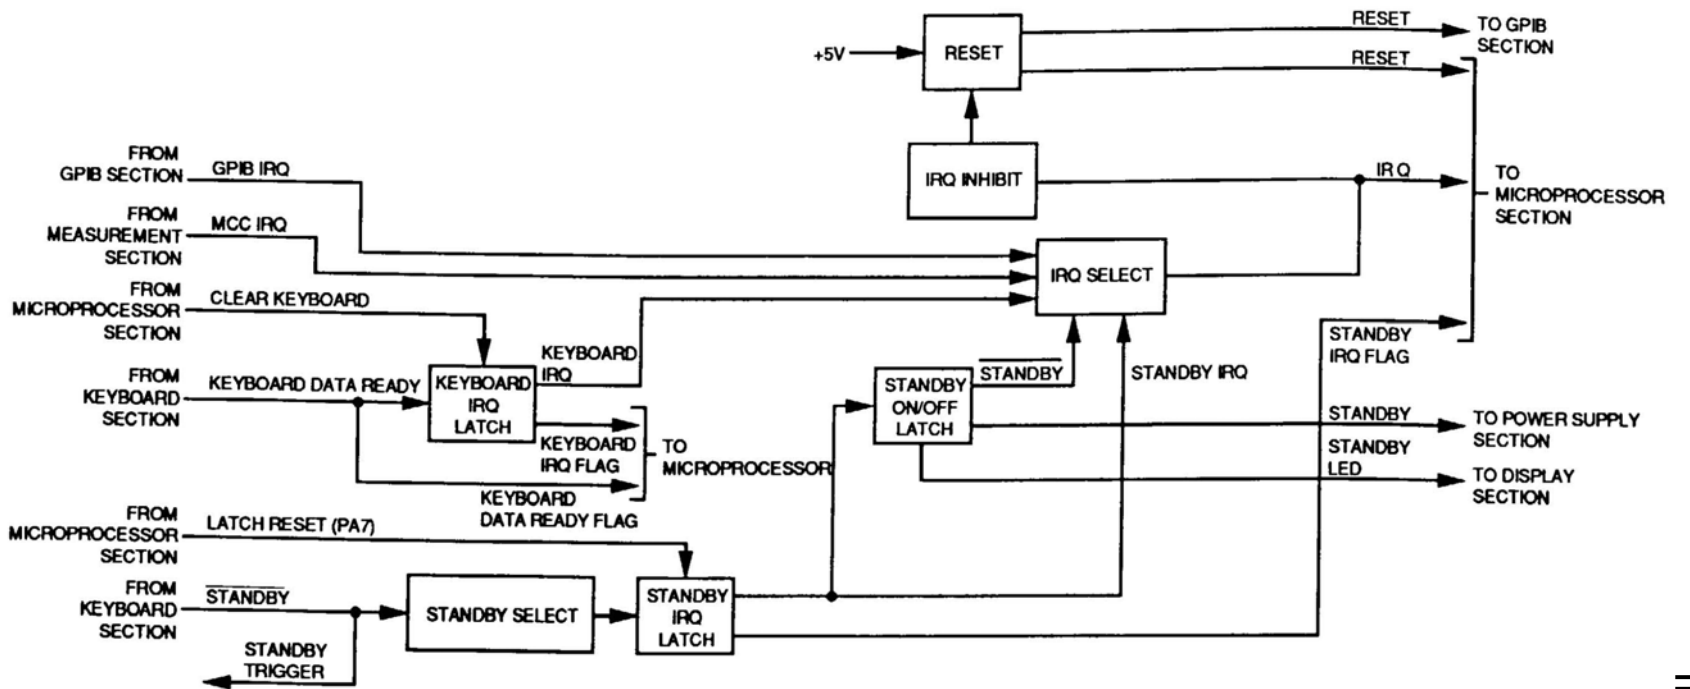 RESET
TO GPIB
SECTION
+5V
RESET
RESET
FROM
GPIB SECTION
GPIB IRQ
IRQ INHIBIT
IR Q
TO
MICROPROCESSOR
SECTION
FROM
MEASUREMENT
SECTION
MCC IRQ
IRQ SELECT
FROM
MICROPROCESSOR
SECTION
CLEAR KEYBOARD
STANDBY
IRQ FLAG
KEYBOARD
IRQ
FROM
KEYBOARD
SECTION
KEYBOARD DATA READY
KEYBOARD
IRQ
LATCH
STANDBY
STANDBY IRQ
STANDBY
ON/OFF
LATCH
STANDBY
TO POWER SUPPLY
SECTION
KEYBOARD
IRQ FLAG
TO
MICROPROCESSOR
STANDBY
LED
TO DISPLAY
SECTION
KEYBOARD
DATA READY FLAG
FROM
MICROPROCESSOR
SECTION
LATCH RESET (PA7)
FROM
KEYBOARD
SECTION
STANDBY
STANDBY SELECT
STANDBY
IRQ
LATCH
STANDBY
TRIGGER